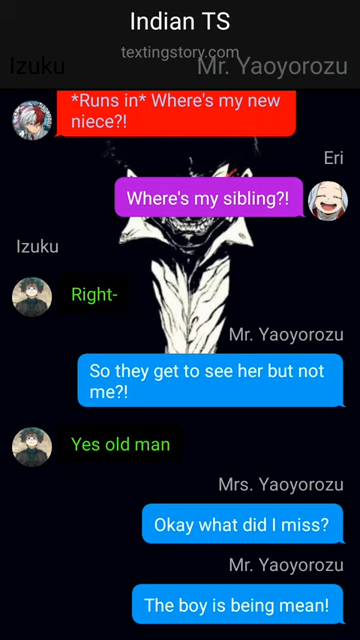 Indian TS
textingstory.com
Izuku
Mr. Yaoyorozu
*Runs in* Where's my new
niece?!
Eri
Where's my sibling?!
Izuku
Right-
Mr. Yaoyorozu
So they get to see her but not
me?!
Yes old man
Mrs. Yaoyorozu
Okay what did I miss?
Mr. Yaoyorozu
The boy is being mean!